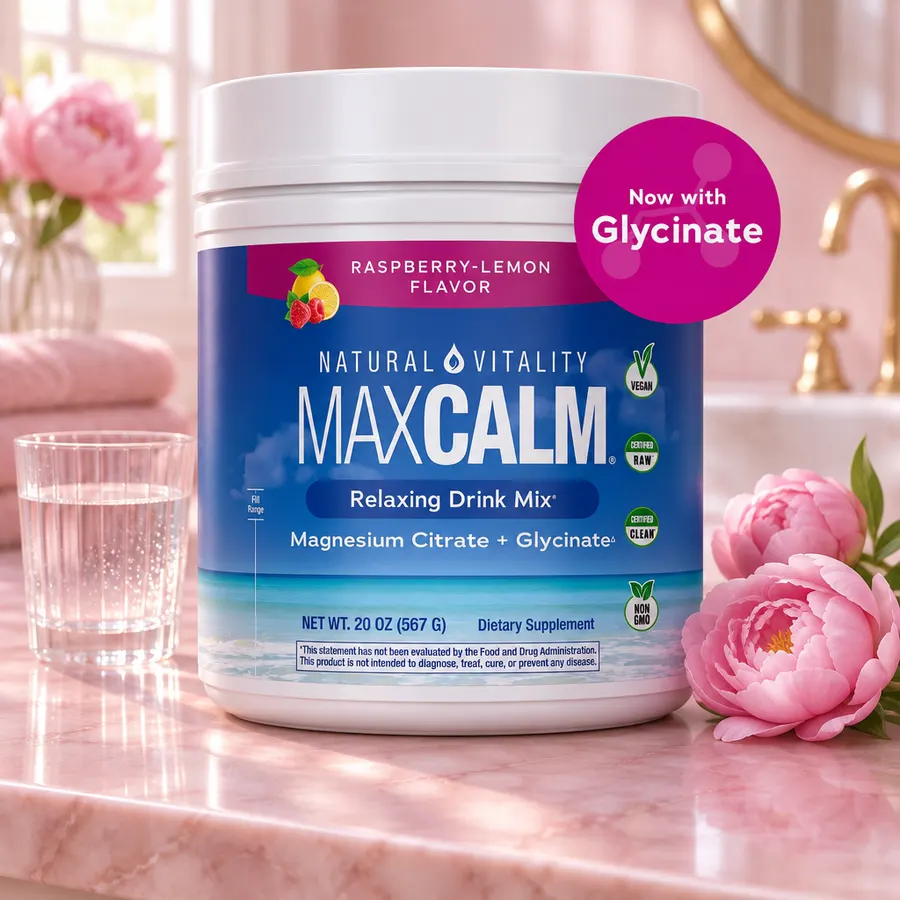 Now with
Glycinate
RASPBERRY-LEMON
FLAVOR
NATURAL VITALITY
MAXCALM®
Relaxing Drink Mix*
Magnesium Citrate + Glycinate∆
VEGAN
CERTIFIED
RAW™
CERTIFIED
CLEAN™
NON
GMO
Fill
Range
NET WT. 20 OZ (567 G) Dietary Supplement
*This statement has not been evaluated by the Food and Drug Administration.
This product is not intended to diagnose, treat, cure, or prevent any disease.